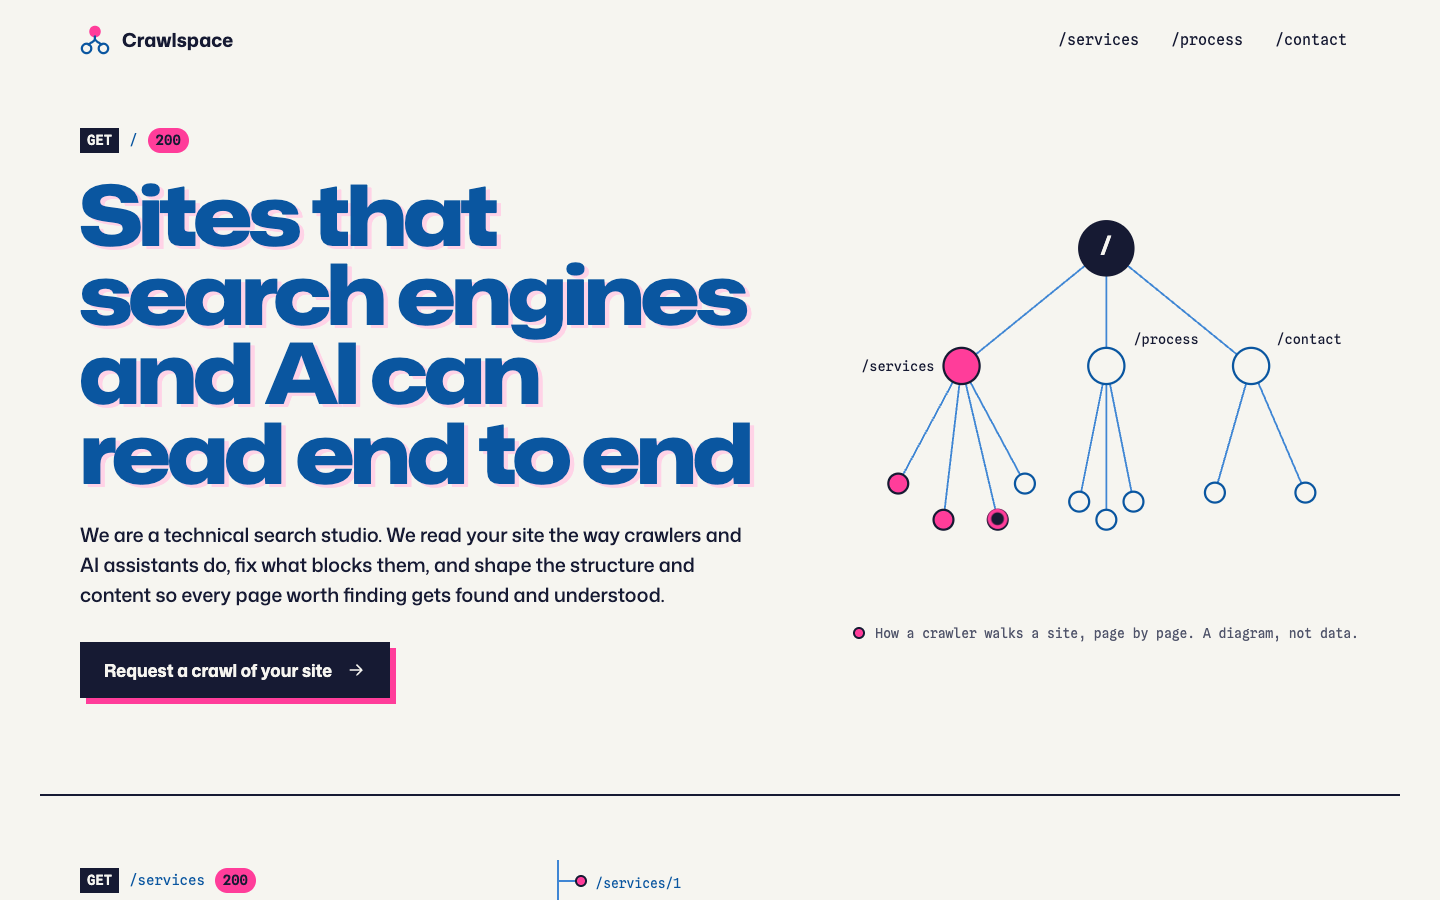 Crawlspace
/services /process /contact
GET / 200
Sites that
search engines
and AI can
read end to end
We are a technical search studio. We read your site the way crawlers and
AI assistants do, fix what blocks them, and shape the structure and
content so every page worth finding gets found and understood.
Request a crawl of your site →
/
/services
/process
/contact
How a crawler walks a site, page by page. A diagram, not data.
GET /services 200
/services/1